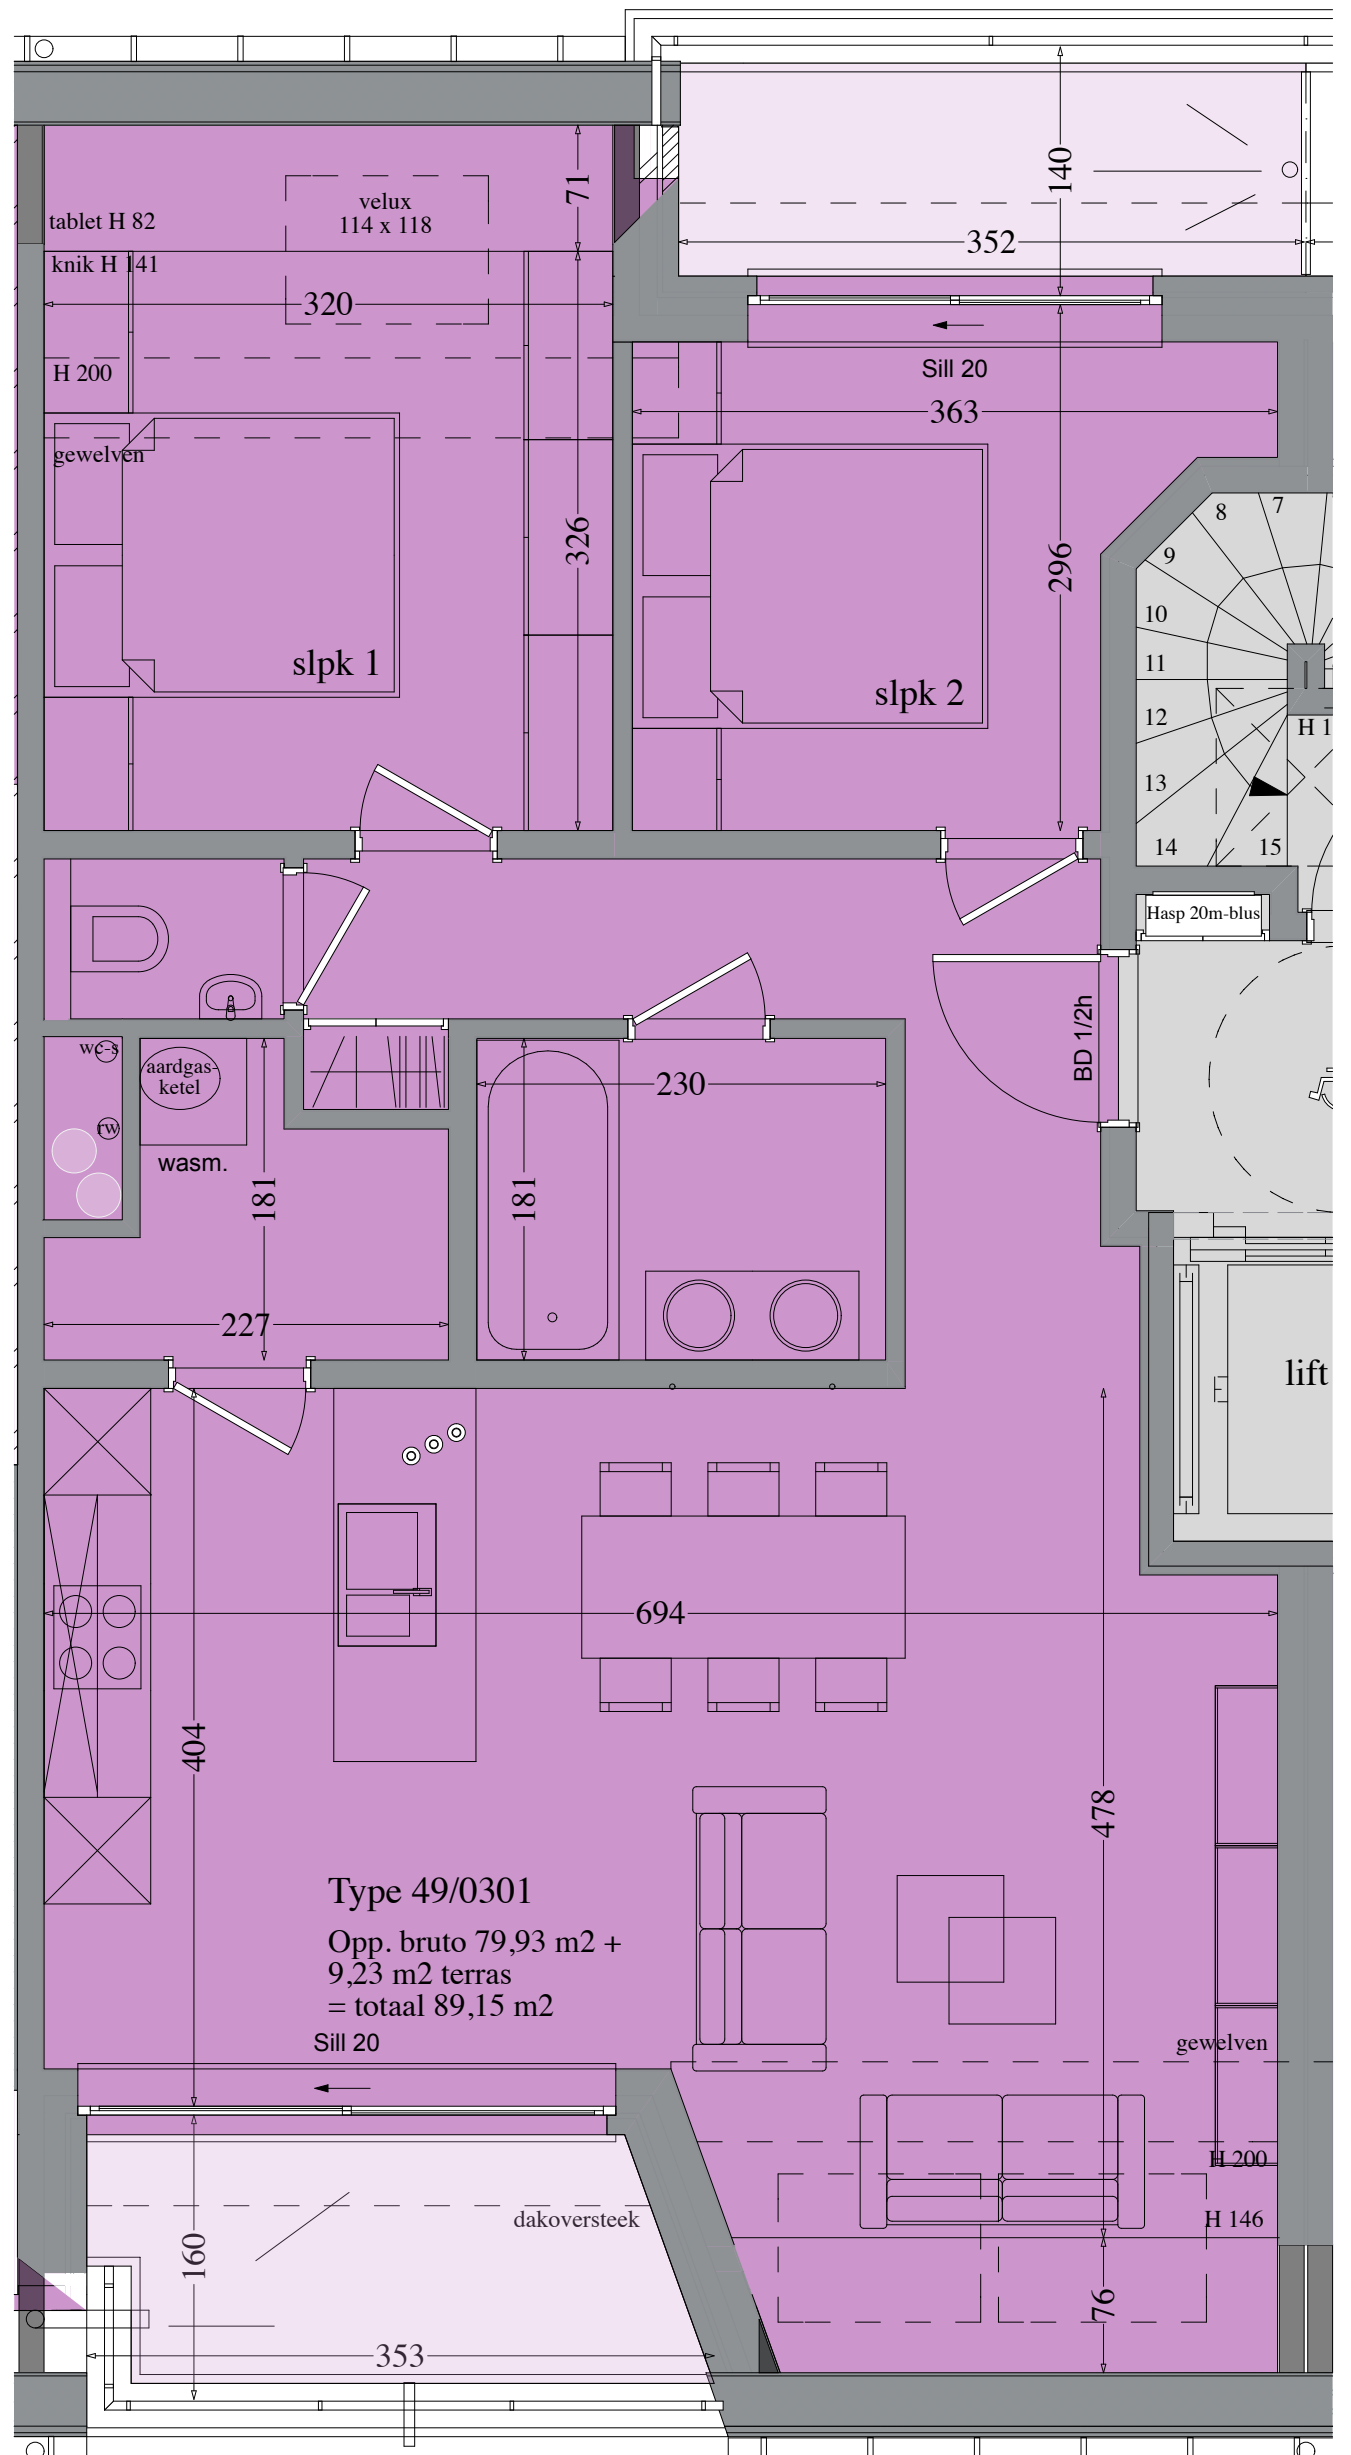 tablet H 82
velux
114 x 118
71
140
352
knik H 141
320
H 200
Sill 20
363
gewelven
326
296
slpk 1
slpk 2
7
8
9
10
11
12
13
14
15
H 1
Hasp 20m-blus
BD 1/2h
wc-s
aardgas-
ketel
rw
wasm.
181
181
230
227
lift
694
404
478
Type 49/0301
Opp. bruto 79,93 m2 +
9,23 m2 terras
= totaal 89,15 m2
Sill 20
gewelven
H 200
H 146
dakoversteek
160
76
353